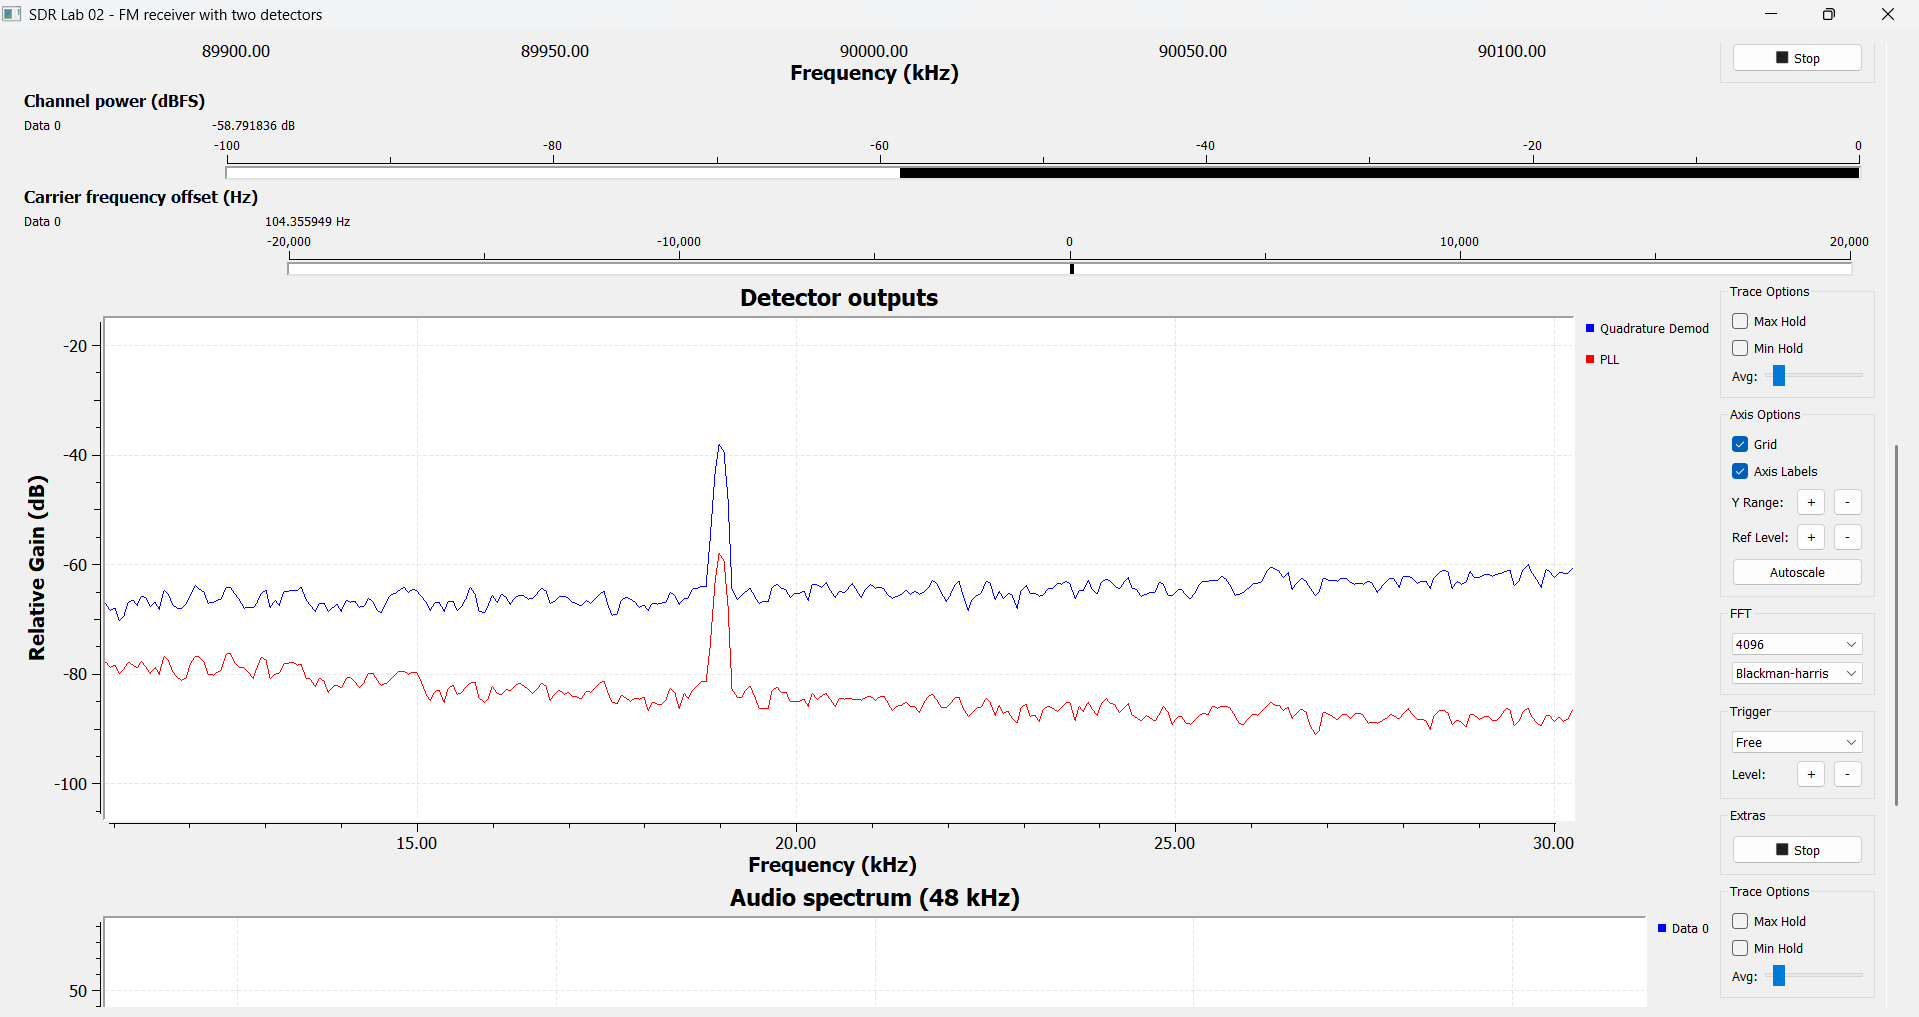 SDR Lab 02 - FM receiver with two detectors
89900.00 89950.00 90000.00 90050.00 90100.00
Frequency (kHz)
Stop
Channel power (dBFS)
Data 0 -58.791836 dB
-100 -80 -60 -40 -20 0
Carrier frequency offset (Hz)
Data 0 104.355949 Hz
-20,000 -10,000 0 10,000 20,000
Detector outputs
Relative Gain (dB)
-20
-40
-60
-80
-100
15.00 20.00 25.00 30.00
Frequency (kHz)
Quadrature Demod
PLL
Trace Options
Max Hold
Min Hold
Avg:
Axis Options
Grid
Axis Labels
Y Range: + -
Ref Level: + -
Autoscale
FFT
4096
Blackman-harris
Trigger
Free
Level: + -
Extras
Stop
Audio spectrum (48 kHz)
50
Data 0
Trace Options
Max Hold
Min Hold
Avg: